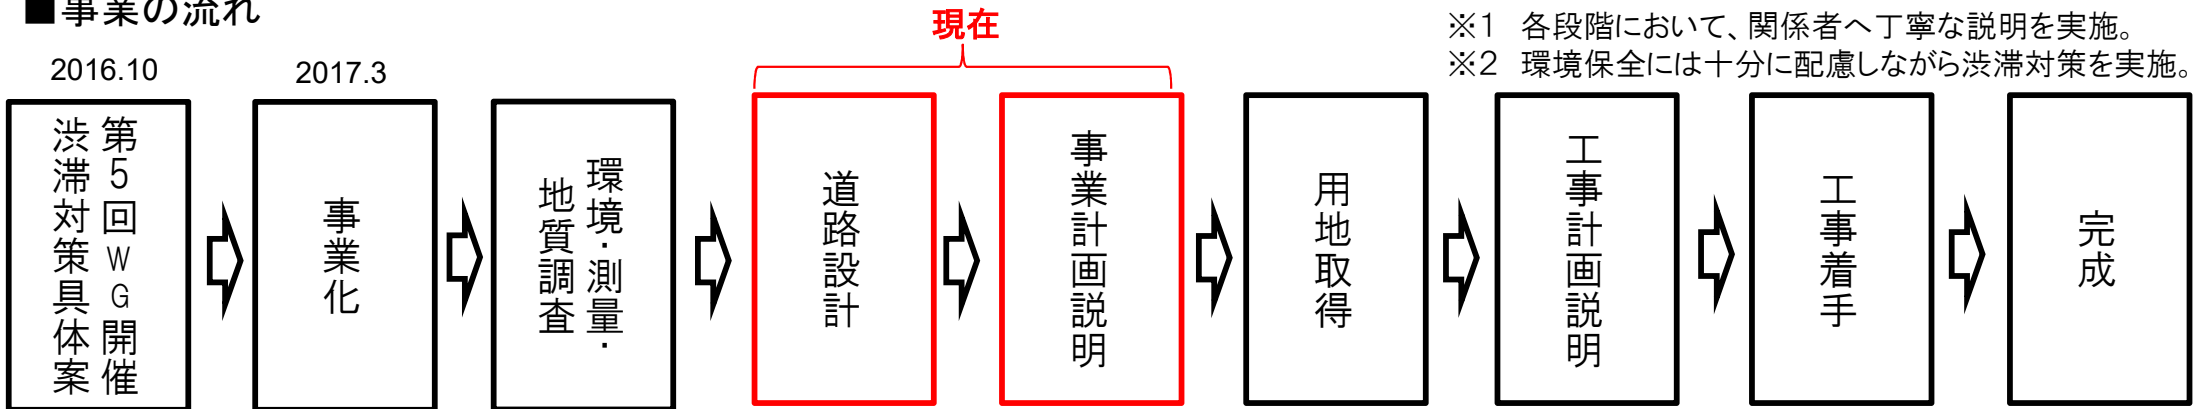 ■事業の流れ
現在
※1　各段階において、関係者へ丁寧な説明を実施。
※2　環境保全には十分に配慮しながら渋滞対策を実施。
2016.10
2017.3
第5回WG開催
渋滞対策具体案
事業化
環境・測量・
地質調査
道路設計
事業計画説明
用地取得
工事計画説明
工事着手
完成